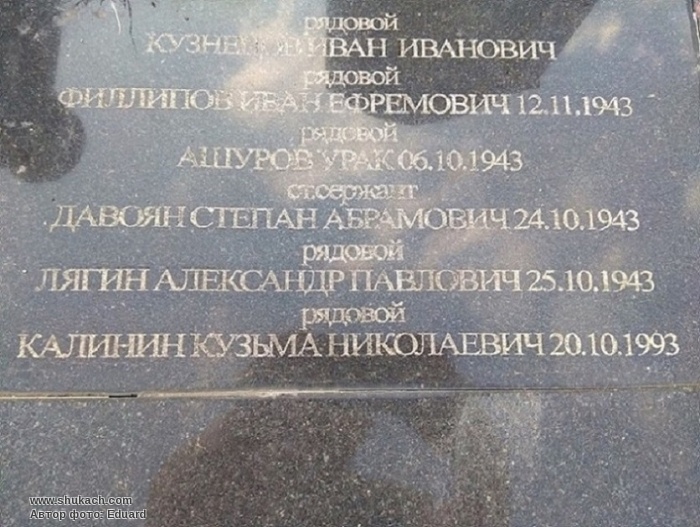 рядовой
КУЗНЕЦОВ ИВАН ИВАНОВИЧ
рядовой
ФИЛЛИПОВ ИВАН ЕФРЕМОВИЧ 12.11.1943
рядовой
АШУРОВ УРАК 06.10.1943
ст.сержант
ДАВОЯН СТЕПАН АБРАМОВИЧ 24.10.1943
рядовой
ЛЯГИН АЛЕКСАНДР ПАВЛОВИЧ 25.10.1943
рядовой
КАЛИНИН КУЗЬМА НИКОЛАЕВИЧ 20.10.1993
www.shukach.com
Автор фото: Eduard